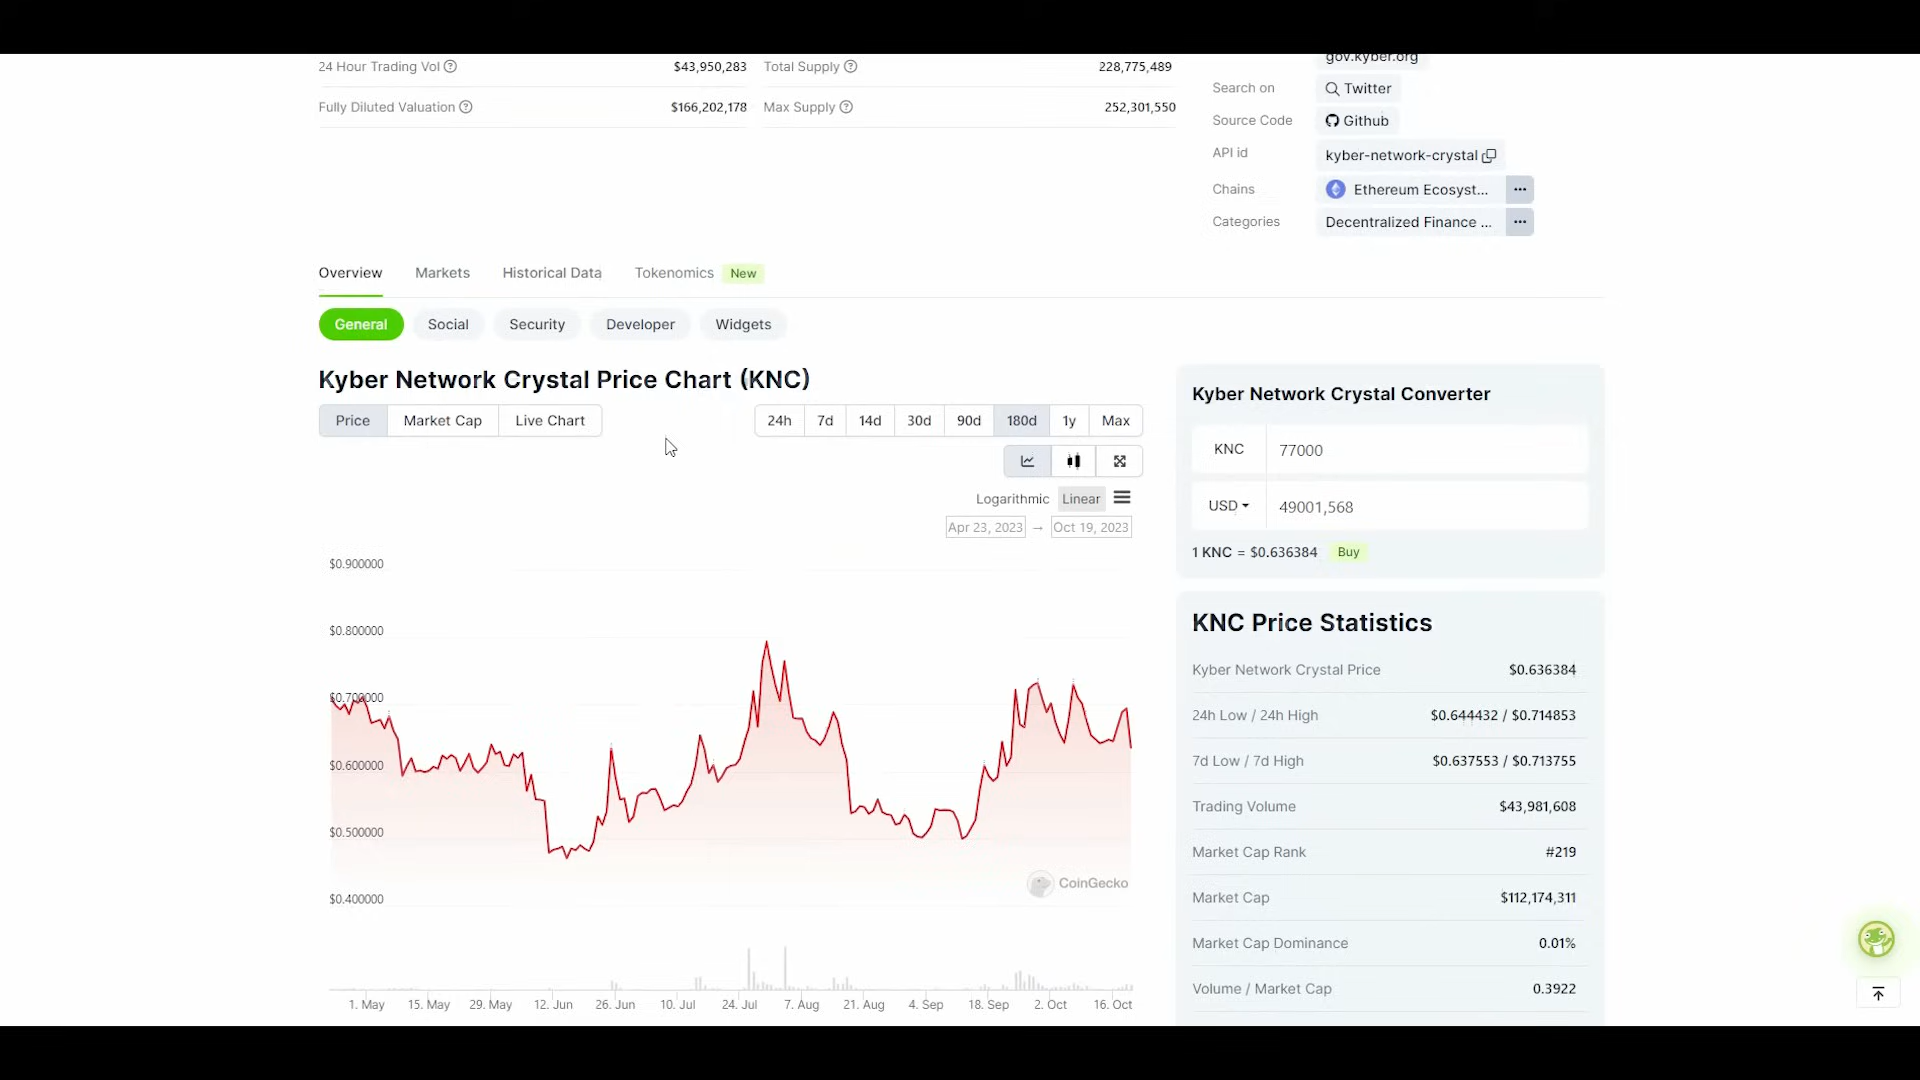 gov.kyber.org
24 Hour Trading Vol $43,950,283 Total Supply 228,775,489
Search on Twitter
Fully Diluted Valuation $166,202,178 Max Supply 252,301,550
Source Code Github
API id kyber-network-crystal
Chains Ethereum Ecosyst... ...
Categories Decentralized Finance ... ...
Overview Markets Historical Data Tokenomics New
General Social Security Developer Widgets
Kyber Network Crystal Price Chart (KNC)
Price Market Cap Live Chart 24h 7d 14d 30d 90d 180d 1y Max
Logarithmic Linear
Apr 23, 2023 → Oct 19, 2023
$0.900000
$0.800000
$0.700000
$0.600000
$0.500000
$0.400000
CoinGecko
1. May 15. May 29. May 12. Jun 26. Jun 10. Jul 24. Jul 7. Aug 21. Aug 4. Sep 18. Sep 2. Oct 16. Oct
Kyber Network Crystal Converter
KNC 77000
USD 49001,568
1 KNC = $0.636384 Buy
KNC Price Statistics
Kyber Network Crystal Price $0.636384
24h Low / 24h High $0.644432 / $0.714853
7d Low / 7d High $0.637553 / $0.713755
Trading Volume $43,981,608
Market Cap Rank #219
Market Cap $112,174,311
Market Cap Dominance 0.01%
Volume / Market Cap 0.3922